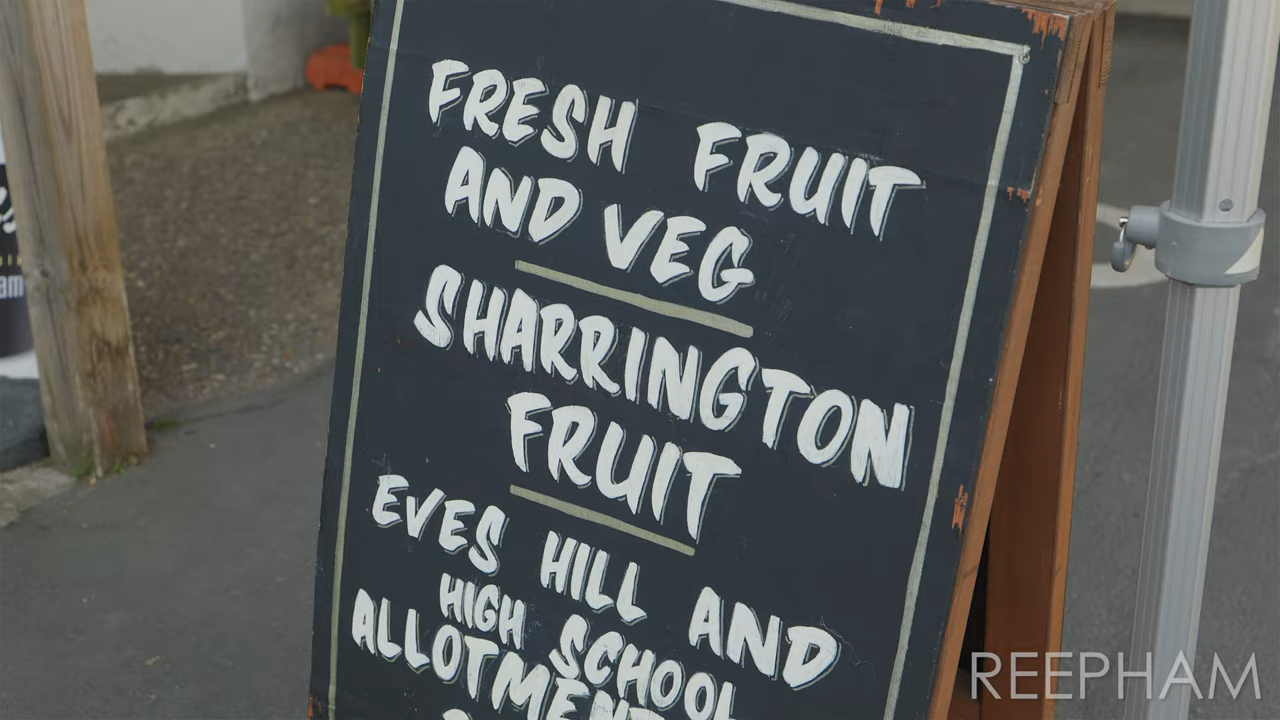 FRESH FRUIT
AND VEG
SHARRINGTON
FRUIT
EVES HILL AND
HIGH SCHOOL
ALLOTMENT
REEPHAM